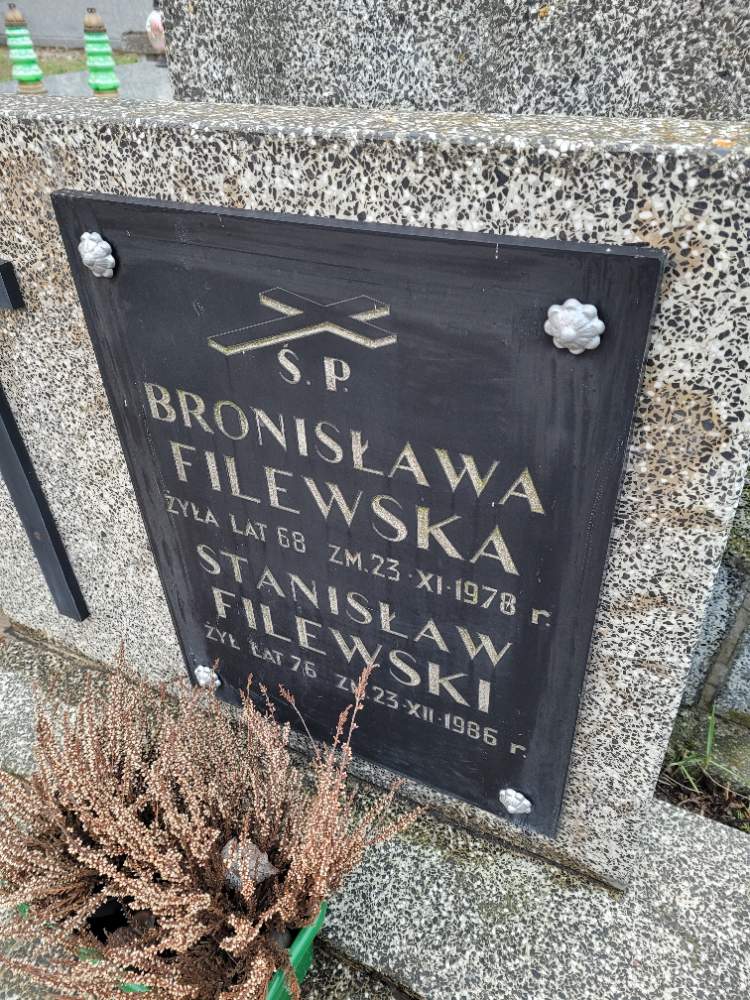 Ś. P.
BRONISŁAWA
FILEWSKA
ŻYŁA LAT 68 ZM. 23·XI·1978 r.
STANISŁAW
FILEWSKI
ŻYŁ LAT 76 ZM. 23·XII·1986 r.